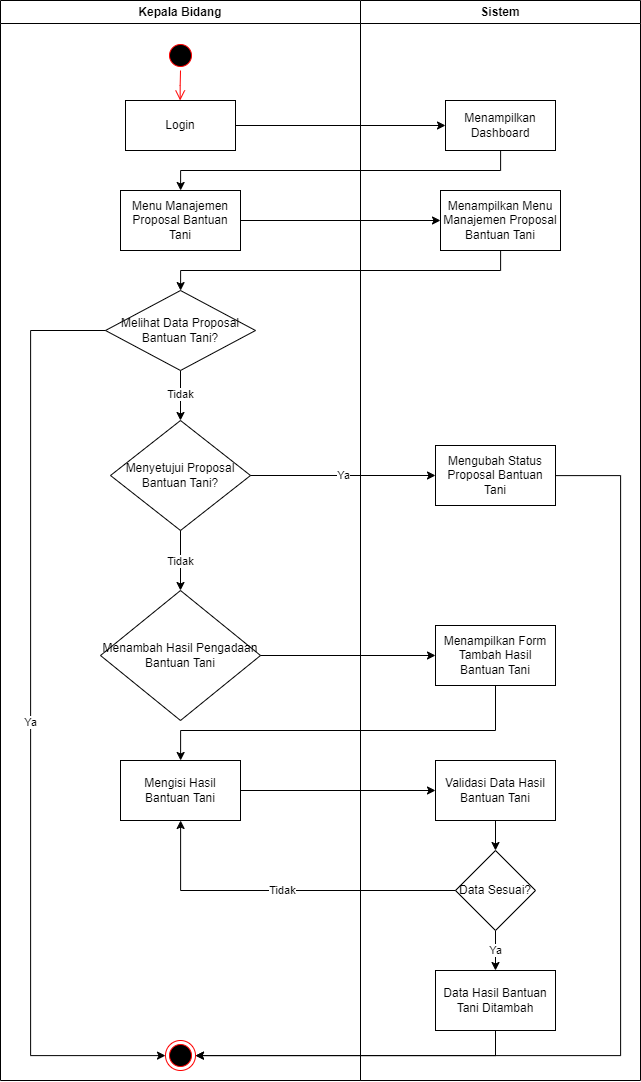 Kepala Bidang
Sistem
Login
Menampilkan
Dashboard
Menu Manajemen
Proposal Bantuan
Tani
Menampilkan Menu
Manajemen Proposal
Bantuan Tani
Melihat Data Proposal
Bantuan Tani?
Tidak
Menyetujui Proposal
Bantuan Tani?
Ya
Mengubah Status
Proposal Bantuan
Tani
Tidak
Menambah Hasil Pengadaan
Bantuan Tani
Menampilkan Form
Tambah Hasil
Bantuan Tani
Ya
Mengisi Hasil
Bantuan Tani
Validasi Data Hasil
Bantuan Tani
Data Sesuai?
Tidak
Ya
Data Hasil Bantuan
Tani Ditambah